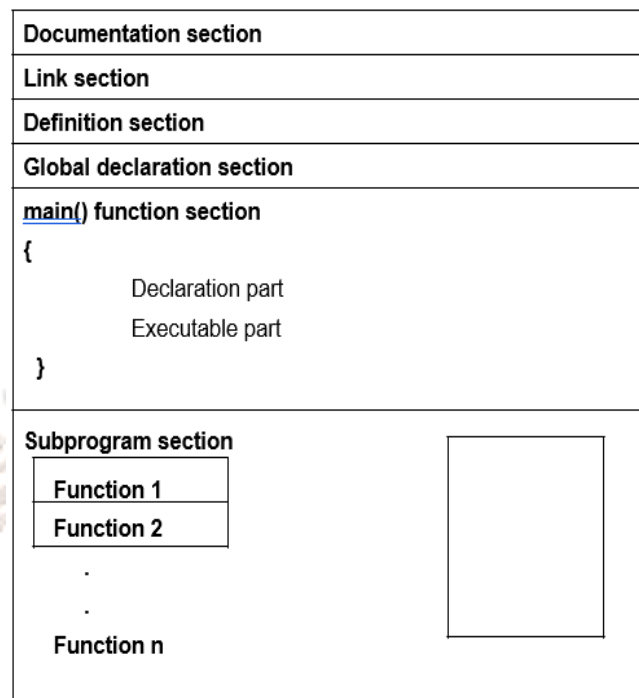 Documentation section
Link section
Definition section
Global declaration section
main() function section
{
Declaration part
Executable part
}
Subprogram section
Function 1
Function 2
.
.
Function n